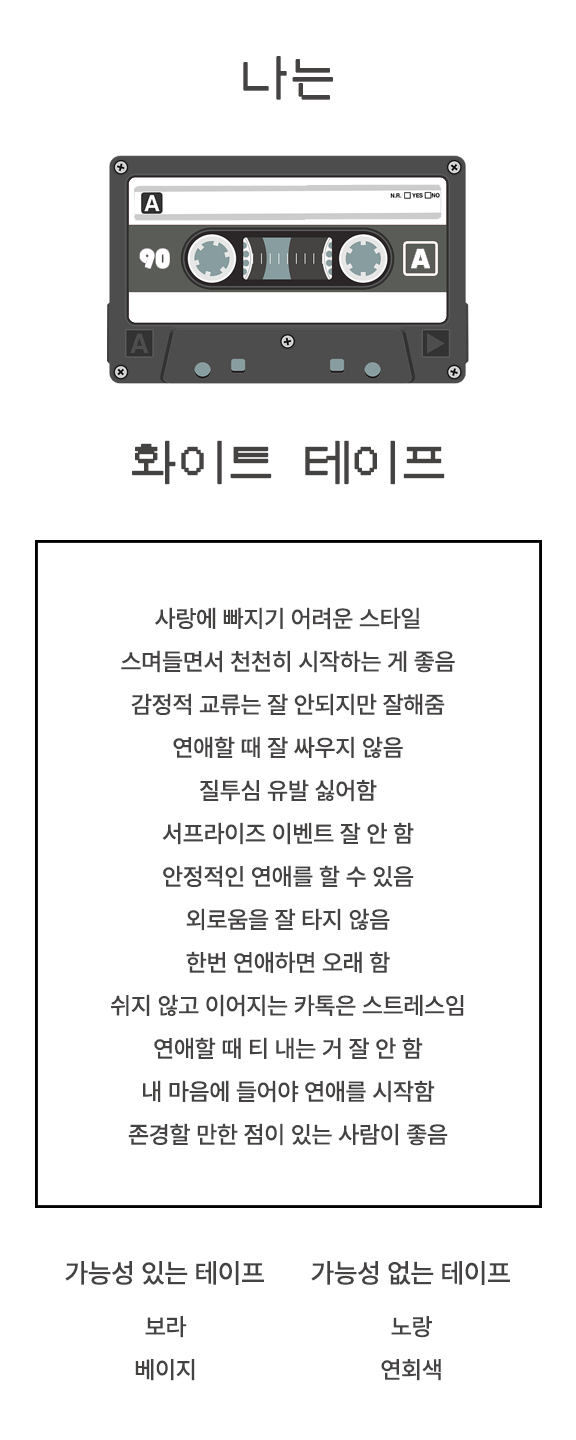 나는
A
N.R. YES NO
90
A
A
화이트 테이프
사랑에 빠지기 어려운 스타일
스며들면서 천천히 시작하는 게 좋음
감정적 교류는 잘 안되지만 잘해줌
연애할 때 잘 싸우지 않음
질투심 유발 싫어함
서프라이즈 이벤트 잘 안 함
안정적인 연애를 할 수 있음
외로움을 잘 타지 않음
한번 연애하면 오래 함
쉬지 않고 이어지는 카톡은 스트레스임
연애할 때 티 내는 거 잘 안 함
내 마음에 들어야 연애를 시작함
존경할 만한 점이 있는 사람이 좋음
가능성 있는 테이프
보라
베이지
가능성 없는 테이프
노랑
연회색